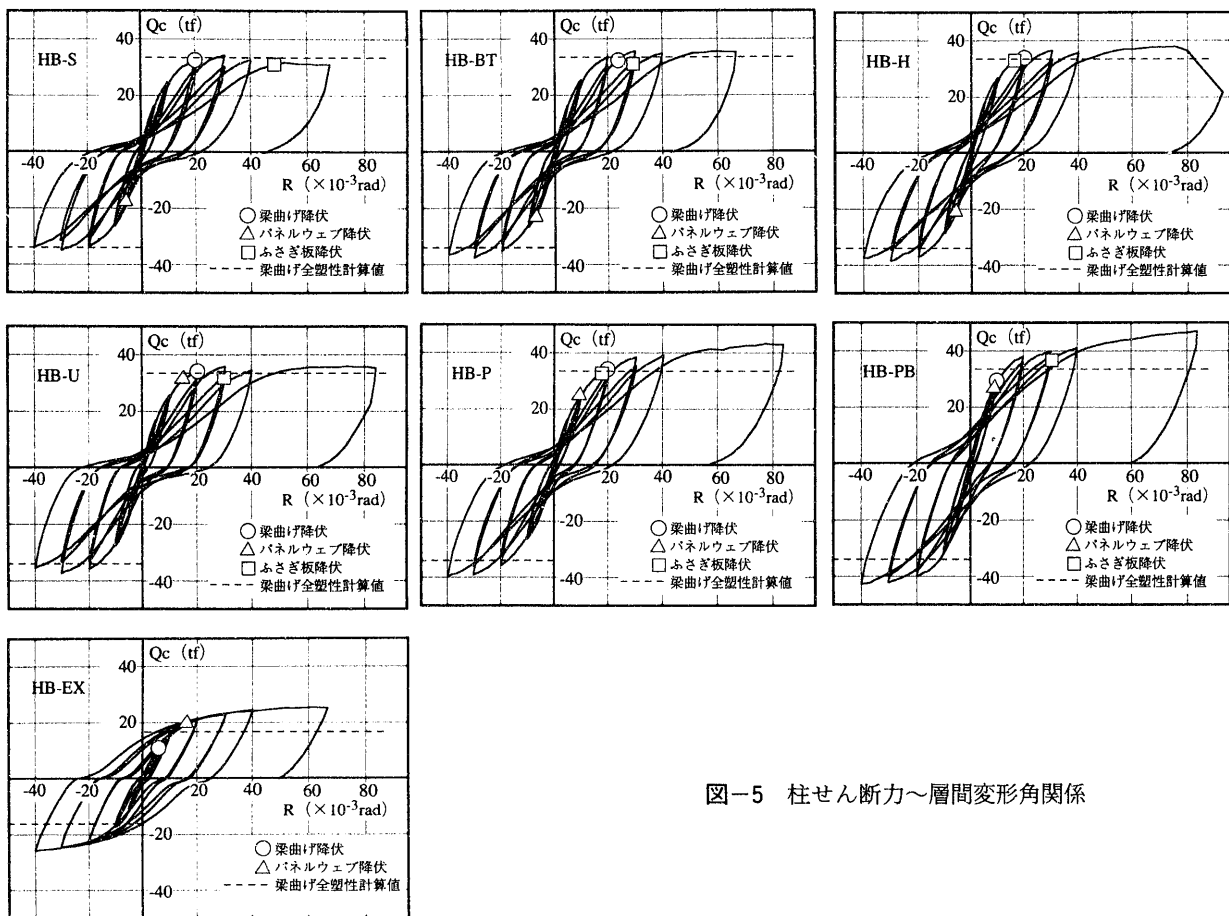 Qc (tf)
HB-S
40
20
-40
-20
20
40
60
80
R (×10⁻³rad)
-20
-40
○梁曲げ降伏
△パネルウェブ降伏
□ふさぎ板降伏
---- 梁曲げ全塑性計算値
Qc (tf)
HB-BT
40
20
-40
-20
20
40
60
80
R (×10⁻³rad)
-20
-40
○梁曲げ降伏
△パネルウェブ降伏
□ふさぎ板降伏
---- 梁曲げ全塑性計算値
Qc (tf)
HB-H
40
20
-40
-20
20
40
60
80
R (×10⁻³rad)
-20
-40
○梁曲げ降伏
△パネルウェブ降伏
□ふさぎ板降伏
---- 梁曲げ全塑性計算値
Qc (tf)
HB-U
40
20
-40
-20
20
40
60
80
R (×10⁻³rad)
-20
-40
○梁曲げ降伏
△パネルウェブ降伏
□ふさぎ板降伏
---- 梁曲げ全塑性計算値
Qc (tf)
HB-P
40
20
-40
-20
20
40
60
80
R (×10⁻³rad)
-20
-40
○梁曲げ降伏
△パネルウェブ降伏
□ふさぎ板降伏
---- 梁曲げ全塑性計算値
Qc (tf)
HB-PB
40
20
-40
-20
20
40
60
80
R (×10⁻³rad)
-20
-40
○梁曲げ降伏
△パネルウェブ降伏
□ふさぎ板降伏
---- 梁曲げ全塑性計算値
Qc (tf)
HB-EX
40
20
-40
-20
20
40
60
80
R (×10⁻³rad)
-20
-40
○梁曲げ降伏
△パネルウェブ降伏
---- 梁曲げ全塑性計算値
図－5 柱せん断力～層間変形角関係